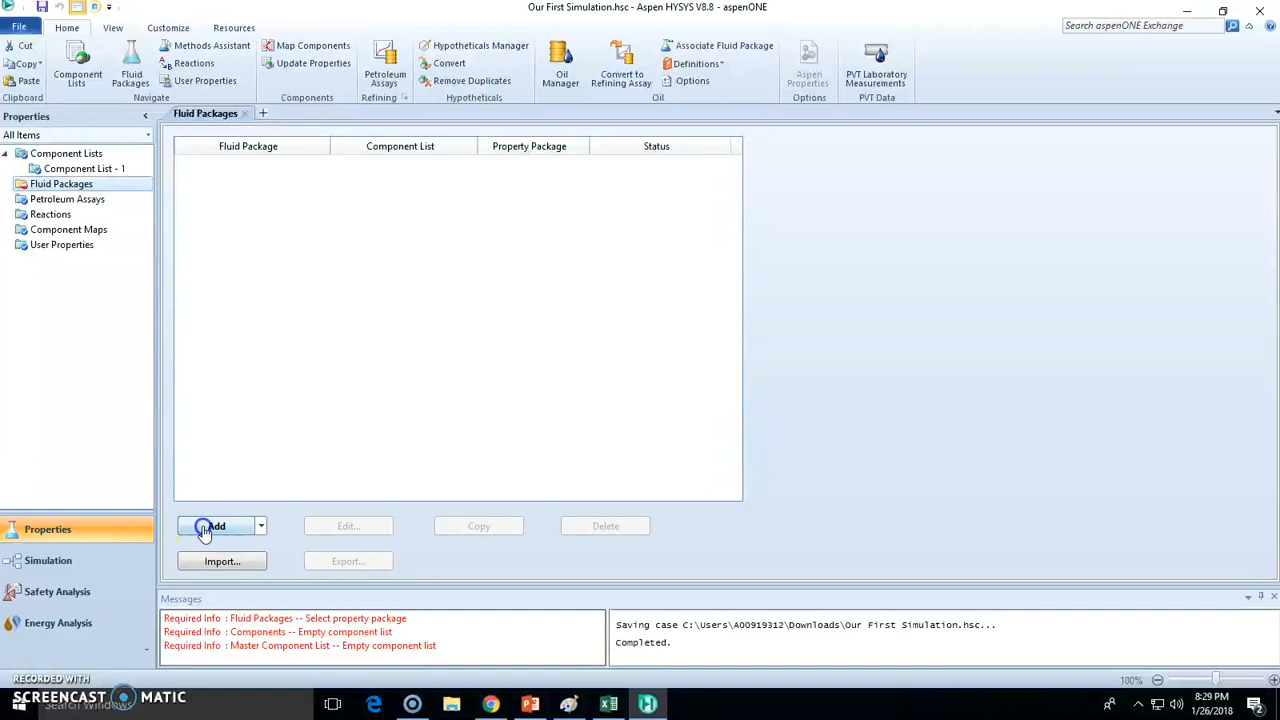 Our First Simulation.hsc - Aspen HYSYS V8.8 - aspenONE
File
Home
View
Customize
Resources
Search aspenONE Exchange
Cut
Copy
Paste
Clipboard
Component Lists
Fluid Packages
Methods Assistant
Reactions
User Properties
Navigate
Map Components
Update Properties
Components
Petroleum Assays
Refining
Hypotheticals Manager
Convert
Remove Duplicates
Hypotheticals
Oil Manager
Convert to Refining Assay
Associate Fluid Package
Definitions
Options
Oil
Aspen Properties
Options
PVT Laboratory Measurements
PVT Data
Properties
All Items
Component Lists
Component List - 1
Fluid Packages
Petroleum Assays
Reactions
Component Maps
User Properties
Properties
Simulation
Safety Analysis
Energy Analysis
Fluid Packages
Fluid Package Component List Property Package Status
Add
Edit...
Copy
Delete
Import...
Export...
Messages
Required Info : Fluid Packages -- Select property package
Required Info : Components -- Empty component list
Required Info : Master Component List -- Empty component list
Saving case C:\Users\A00919312\Downloads\Our First Simulation.hsc...
Completed.
100%
RECORDED WITH
SCREENCAST MATIC
Search Windows
8:29 PM
1/26/2018